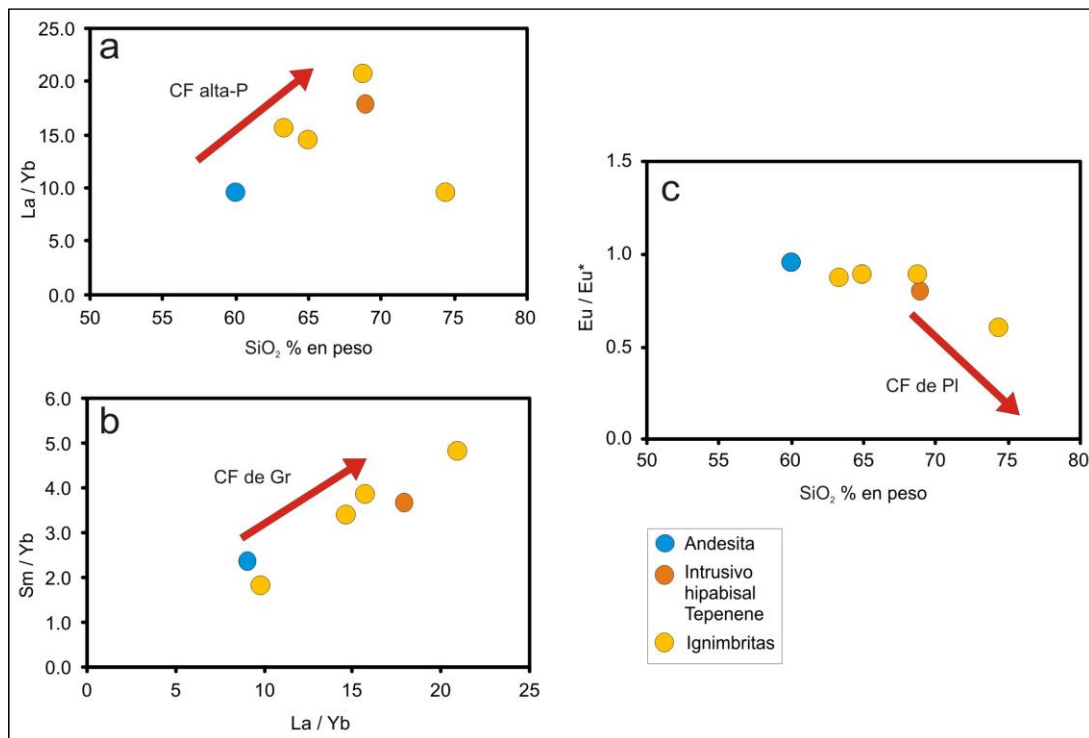 a
25.0
20.0
15.0
10.0
5.0
0.0
La / Yb
CF alta-P
50 60 65 70 75 80
SiO₂ % en peso
b
6.0
5.0
4.0
3.0
2.0
1.0
0.0
Sm / Yb
CF de Gr
0 5 10 15 20 25
La / Yb
c
1.5
1.0
0.5
0.0
Eu / Eu*
CF de Pl
50 55 60 65 70 75 80
SiO₂ % en peso
Andesita
Intrusivo
hipabisal
Tepenene
Ignimbritas